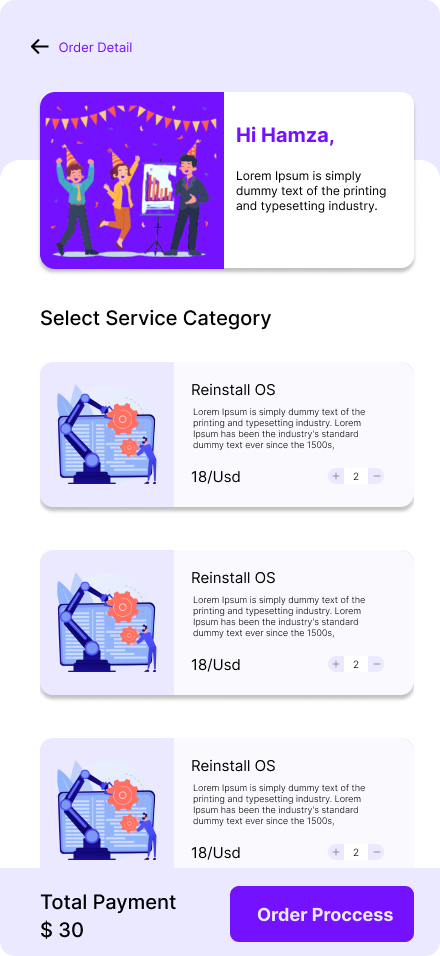 Order Detail
Hi Hamza,
Lorem Ipsum is simply
dummy text of the printing
and typesetting industry.
Select Service Category
Reinstall OS
Lorem Ipsum is simply dummy text of the
printing and typesetting industry. Lorem
Ipsum has been the industry's standard
dummy text ever since the 1500s,
18/Usd
+ 2 −
Reinstall OS
Lorem Ipsum is simply dummy text of the
printing and typesetting industry. Lorem
Ipsum has been the industry's standard
dummy text ever since the 1500s,
18/Usd
+ 2 −
Reinstall OS
Lorem Ipsum is simply dummy text of the
printing and typesetting industry. Lorem
Ipsum has been the industry's standard
dummy text ever since the 1500s,
18/Usd
+ 2 −
Total Payment
$ 30
Order Proccess